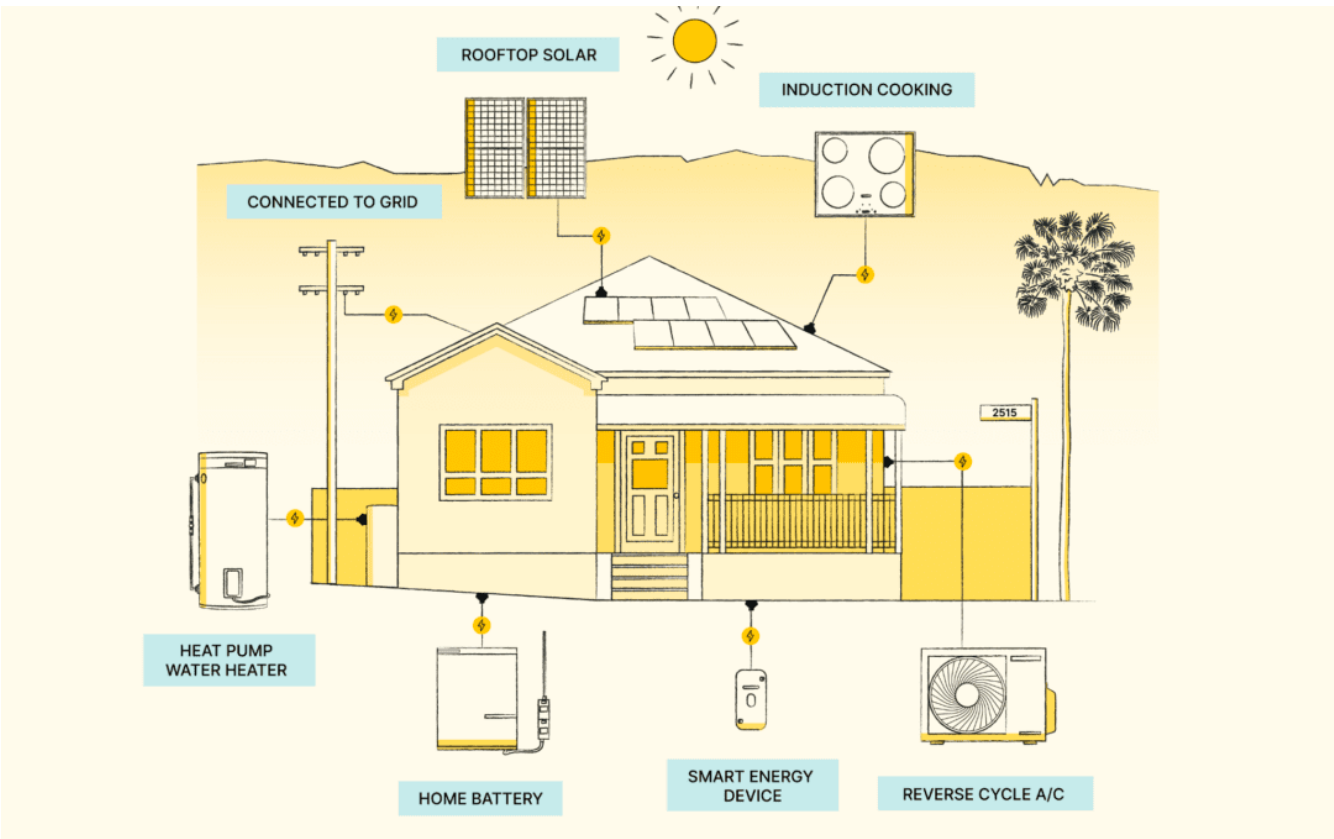 ROOFTOP SOLAR
INDUCTION COOKING
CONNECTED TO GRID
2515
HEAT PUMP
WATER HEATER
HOME BATTERY
SMART ENERGY
DEVICE
REVERSE CYCLE A/C